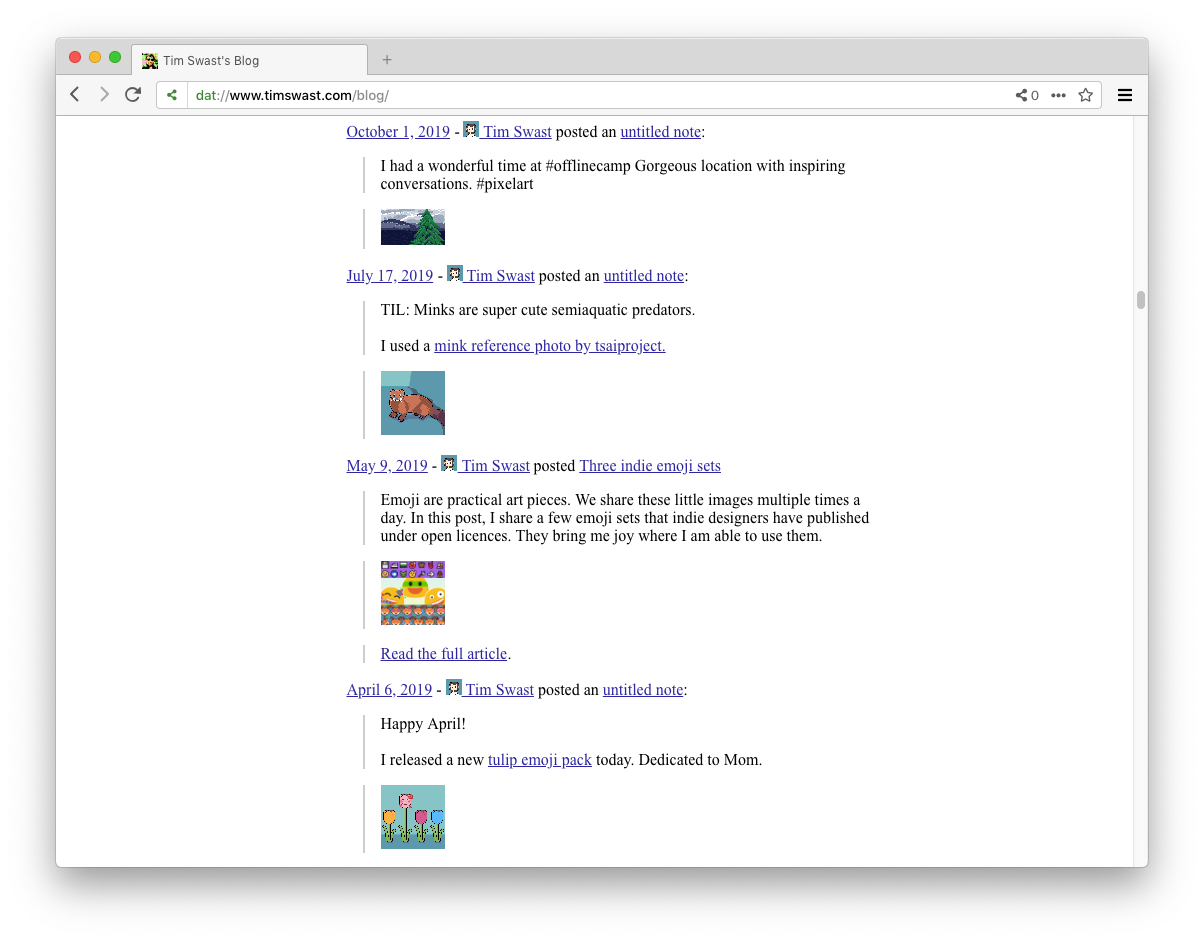 Tim Swast's Blog
dat://www.timswast.com/blog/
0
October 1, 2019 - Tim Swast posted an untitled note:
I had a wonderful time at #offlinecamp Gorgeous location with inspiring
conversations. #pixelart
July 17, 2019 - Tim Swast posted an untitled note:
TIL: Minks are super cute semiaquatic predators.
I used a mink reference photo by tsaiproject.
May 9, 2019 - Tim Swast posted Three indie emoji sets
Emoji are practical art pieces. We share these little images multiple times a
day. In this post, I share a few emoji sets that indie designers have published
under open licences. They bring me joy where I am able to use them.
Read the full article.
April 6, 2019 - Tim Swast posted an untitled note:
Happy April!
I released a new tulip emoji pack today. Dedicated to Mom.